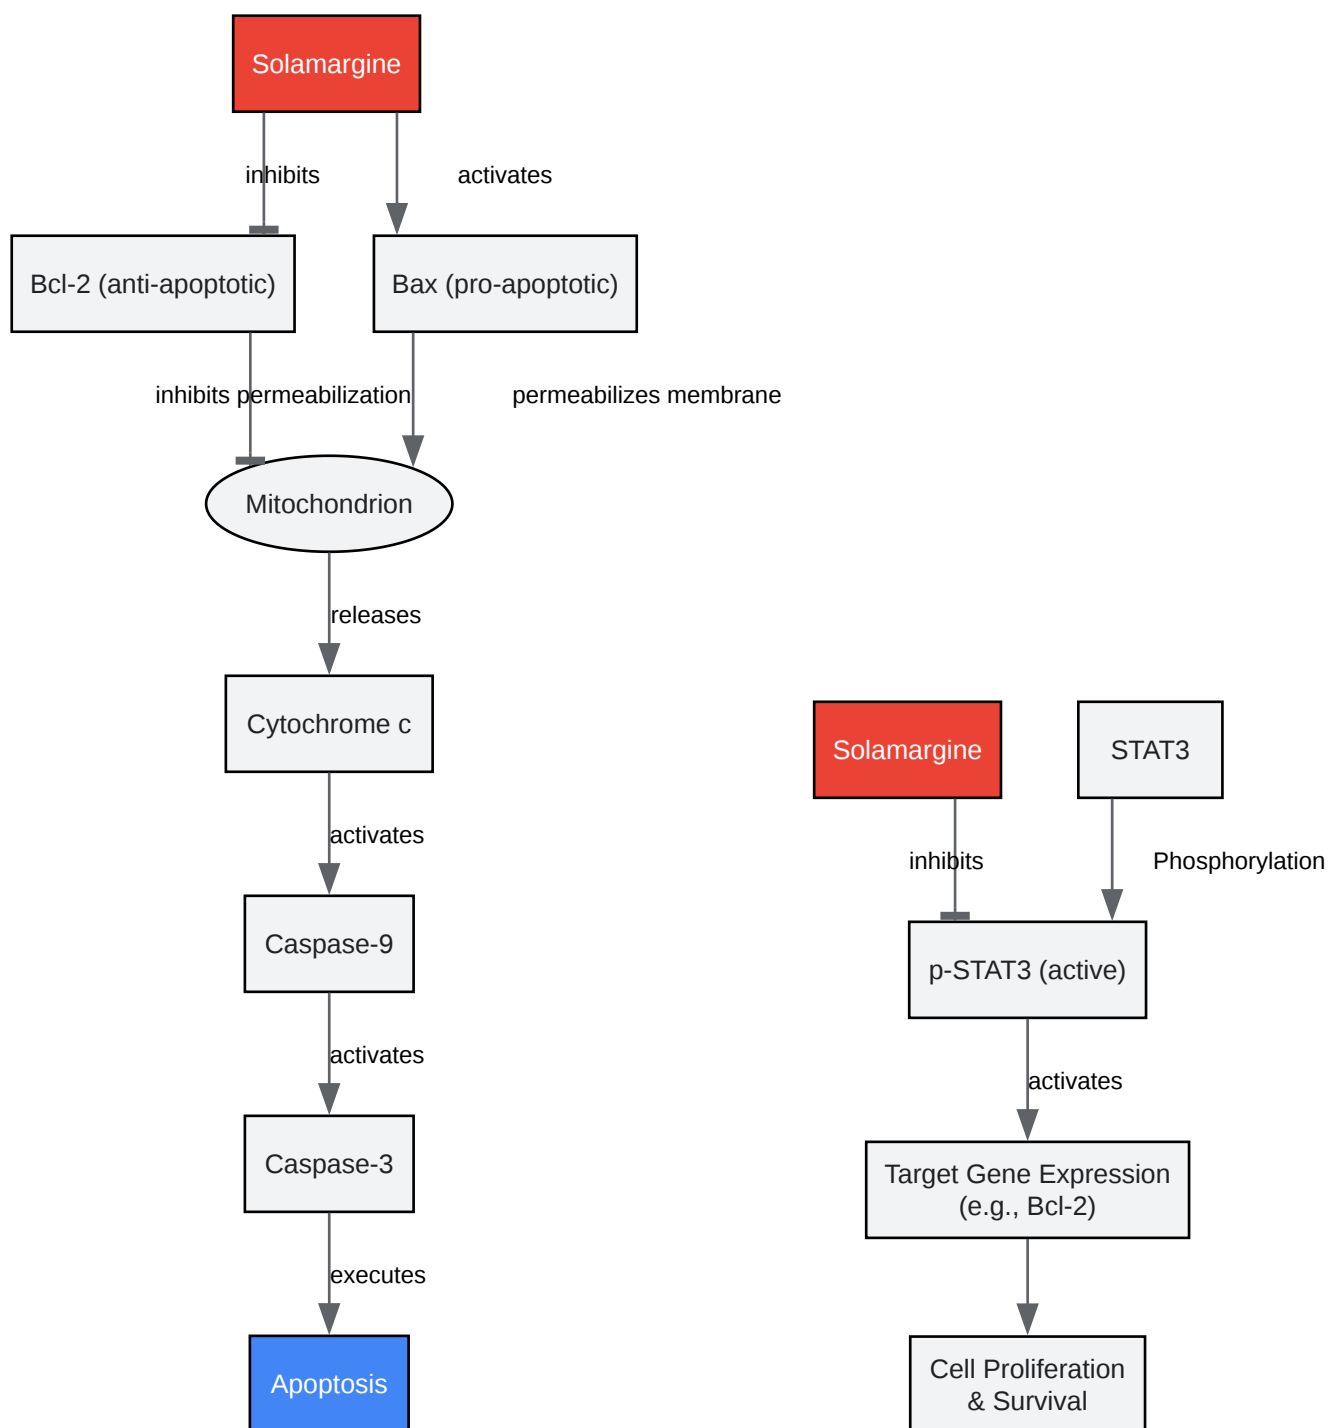 Solamargine
inhibits
activates
Bcl-2 (anti-apoptotic)
Bax (pro-apoptotic)
inhibits permeabilization
permeabilizes membrane
Mitochondrion
releases
Cytochrome c
activates
Caspase-9
activates
Caspase-3
executes
Apoptosis
Solamargine
STAT3
inhibits
Phosphorylation
p-STAT3 (active)
activates
Target Gene Expression
(e.g., Bcl-2)
Cell Proliferation
& Survival